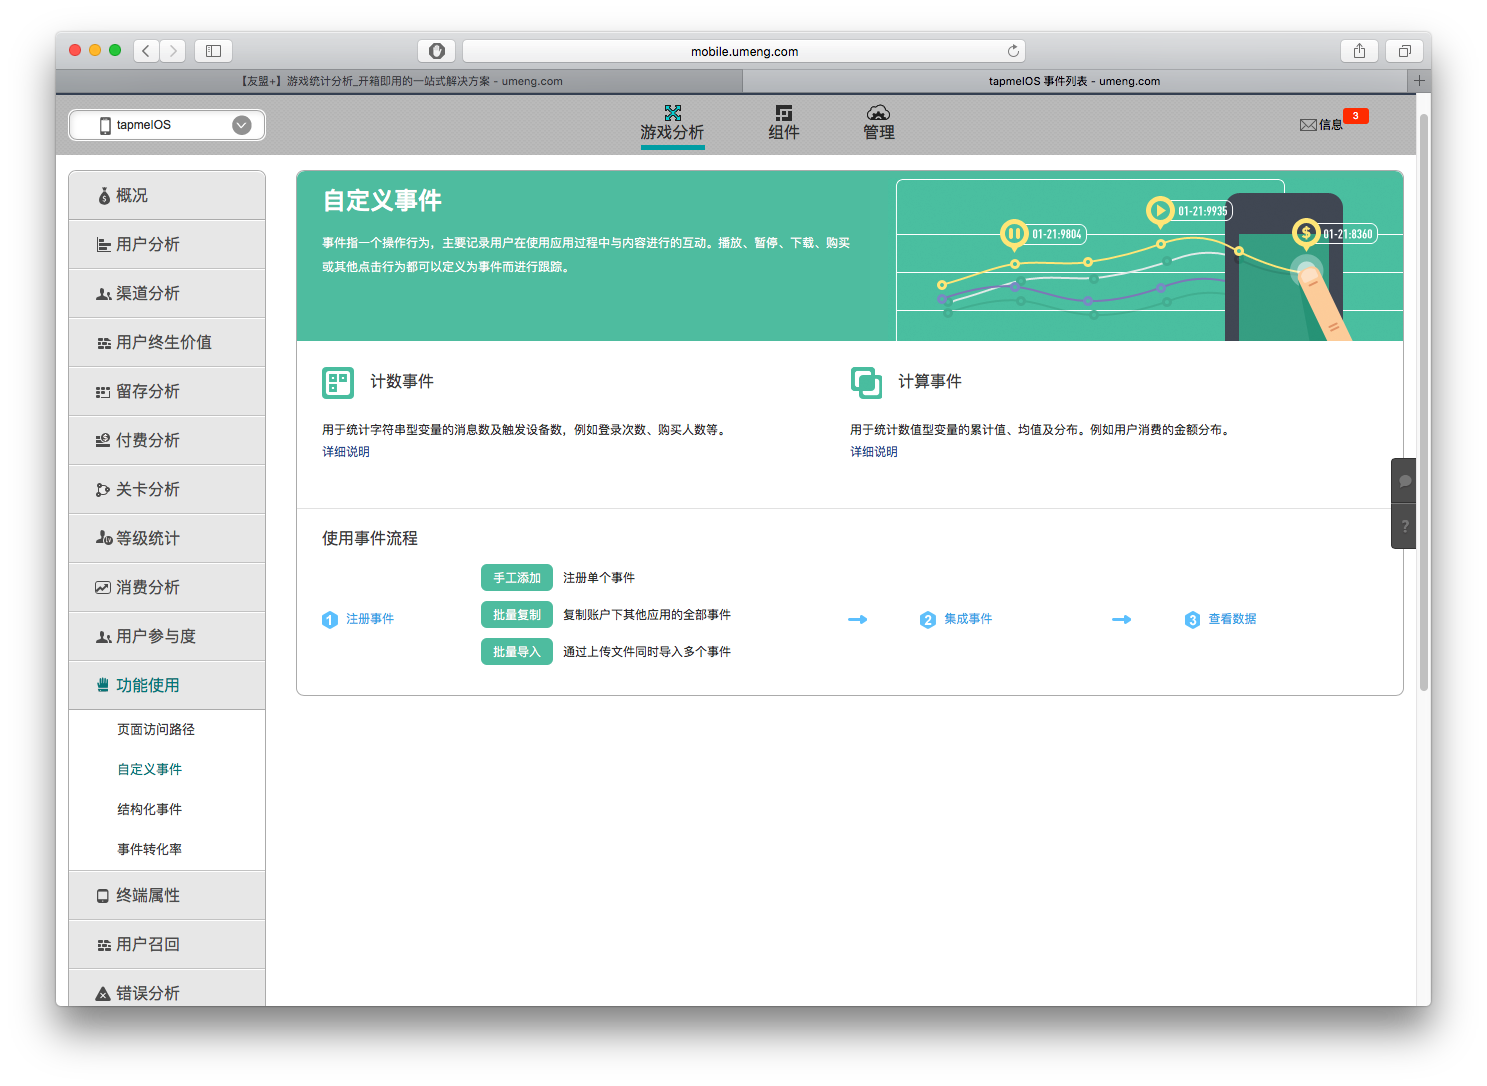 mobile.umeng.com
【友盟+】游戏统计分析_开箱即用的一站式解决方案 - umeng.com
tapmeIOS 事件列表 - umeng.com
tapmeIOS
游戏分析
组件
管理
信息
3
概况
用户分析
渠道分析
用户终生价值
留存分析
付费分析
关卡分析
等级统计
消费分析
用户参与度
功能使用
页面访问路径
自定义事件
结构化事件
事件转化率
终端属性
用户召回
错误分析
自定义事件
事件指一个操作行为，主要记录用户在使用应用过程中与内容进行的互动。播放、暂停、下载、购买
或其他点击行为都可以定义为事件而进行跟踪。
01-21:9804
01-21:9935
$
01-21:8360
计数事件
用于统计字符串型变量的消息数及触发设备数，例如登录次数、购买人数等。
详细说明
计算事件
用于统计数值型变量的累计值、均值及分布。例如用户消费的金额分布。
详细说明
?
使用事件流程
1 注册事件
手工添加 注册单个事件
批量复制 复制账户下其他应用的全部事件
批量导入 通过上传文件同时导入多个事件
2 集成事件
3 查看数据